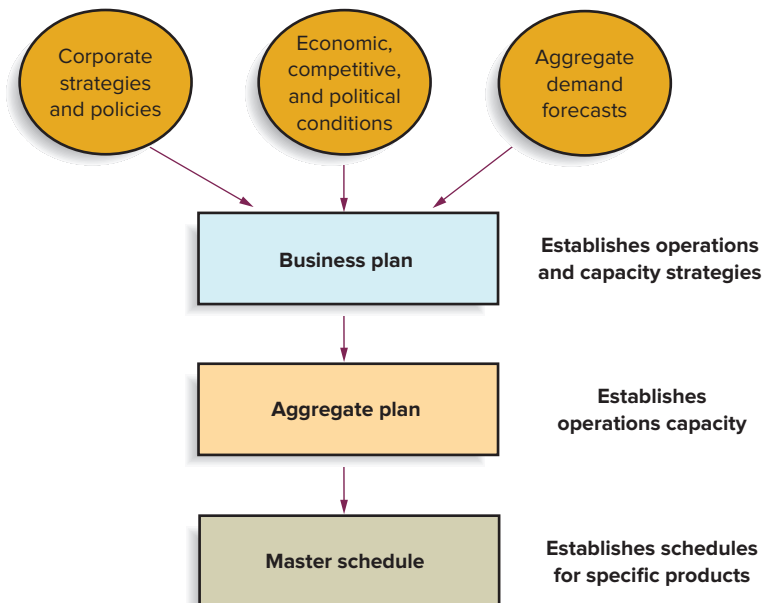 Corporate
strategies
and policies
Economic,
competitive,
and political
conditions
Aggregate
demand
forecasts
Business plan
Establishes operations
and capacity strategies
Aggregate plan
Establishes
operations capacity
Master schedule
Establishes schedules
for specific products